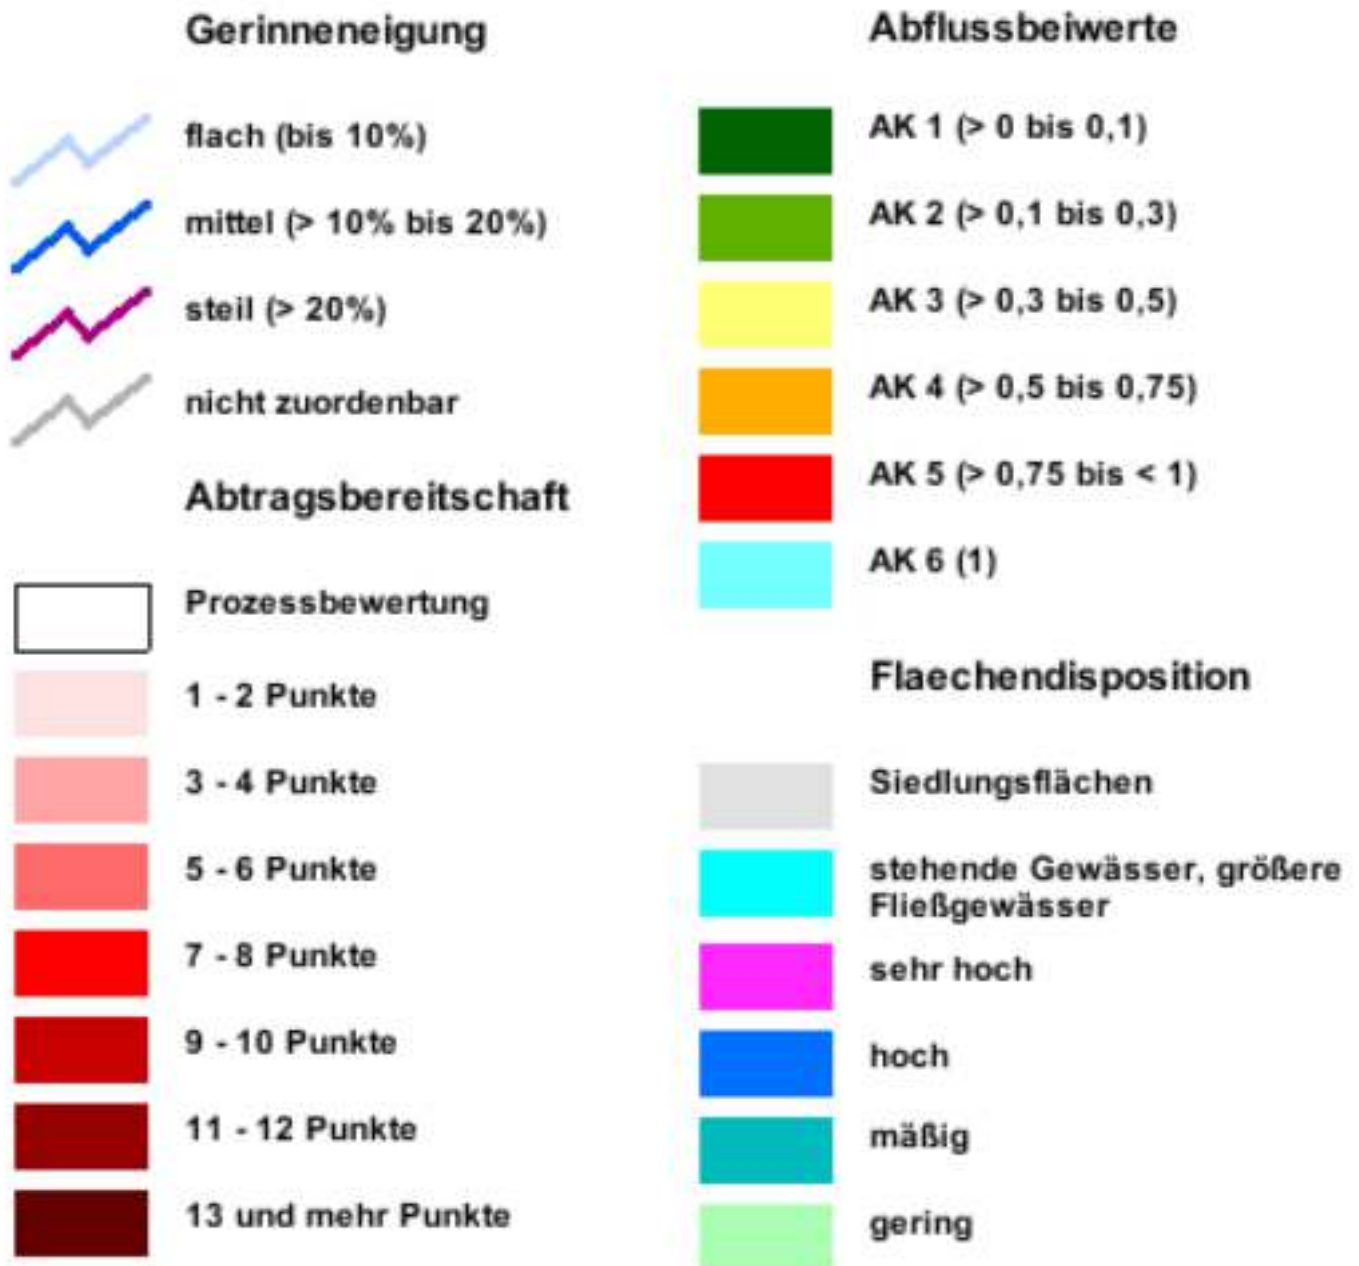 Gerinneneigung
flach (bis 10%)
mittel (> 10% bis 20%)
steil (> 20%)
nicht zuordenbar
Abtragsbereitschaft
Prozessbewertung
1 - 2 Punkte
3 - 4 Punkte
5 - 6 Punkte
7 - 8 Punkte
9 - 10 Punkte
11 - 12 Punkte
13 und mehr Punkte
Abflussbeiwerte
AK 1 (> 0 bis 0,1)
AK 2 (> 0,1 bis 0,3)
AK 3 (> 0,3 bis 0,5)
AK 4 (> 0,5 bis 0,75)
AK 5 (> 0,75 bis < 1)
AK 6 (1)
Flaechendisposition
Siedlungsflächen
stehende Gewässer, größere
Fließgewässer
sehr hoch
hoch
mäßig
gering